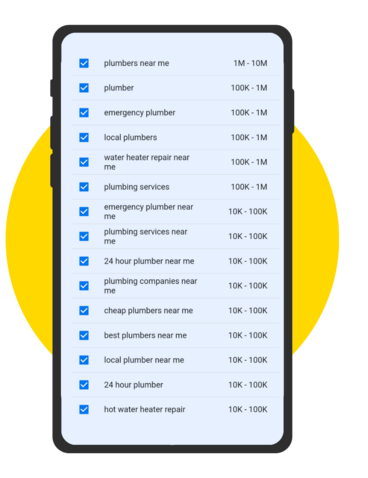 plumbers near me 1M - 10M
plumber 100K - 1M
emergency plumber 100K - 1M
local plumbers 100K - 1M
water heater repair near
me 100K - 1M
plumbing services 100K - 1M
emergency plumber near
me 10K - 100K
plumbing services near
me 10K - 100K
24 hour plumber near me 10K - 100K
plumbing companies near
me 10K - 100K
cheap plumbers near me 10K - 100K
best plumbers near me 10K - 100K
local plumber near me 10K - 100K
24 hour plumber 10K - 100K
hot water heater repair 10K - 100K